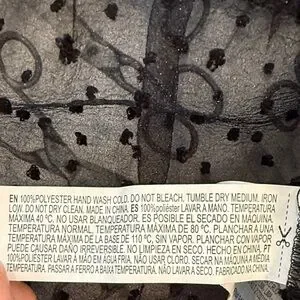 EN 100%POLYESTER HAND WASH COLD. DO NOT BLEACH. TUMBLE DRY MEDIUM. IRON
LOW. DO NOT DRY CLEAN. MADE IN CHINA. ES 100%poliéster LAVAR A MANO. TEMPERATURA
MÁXIMA 40 ºC. NO USAR BLANQUEADOR. ES POSIBLE EL SECADO EN MÁQUINA.
TEMPERATURA NORMAL. TEMPERATURA MÁXIMA DE 80 ºC. PLANCHAR A UNA
TEMPERATURA MÁXIMA DE LA BASE DE 110 ºC, SIN VAPOR. PLANCHAR CON VAPOR
PUEDE CAUSAR DAÑO IRREVERSIBLE. NO LIMPIEZA EN SECO. HECHO EN CHINA. PT
100%POLIÉSTER LAVAR À MÃO EM ÁGUA FRIA. NÃO USAR CLORO. SECAR NA MÁQUINA A MÉDIA
TEMPERATURA. PASSAR A FERRO A BAIXA TEMPERATURA. NÃO LAVAR A SECO. FABRICADO NA CHINA.